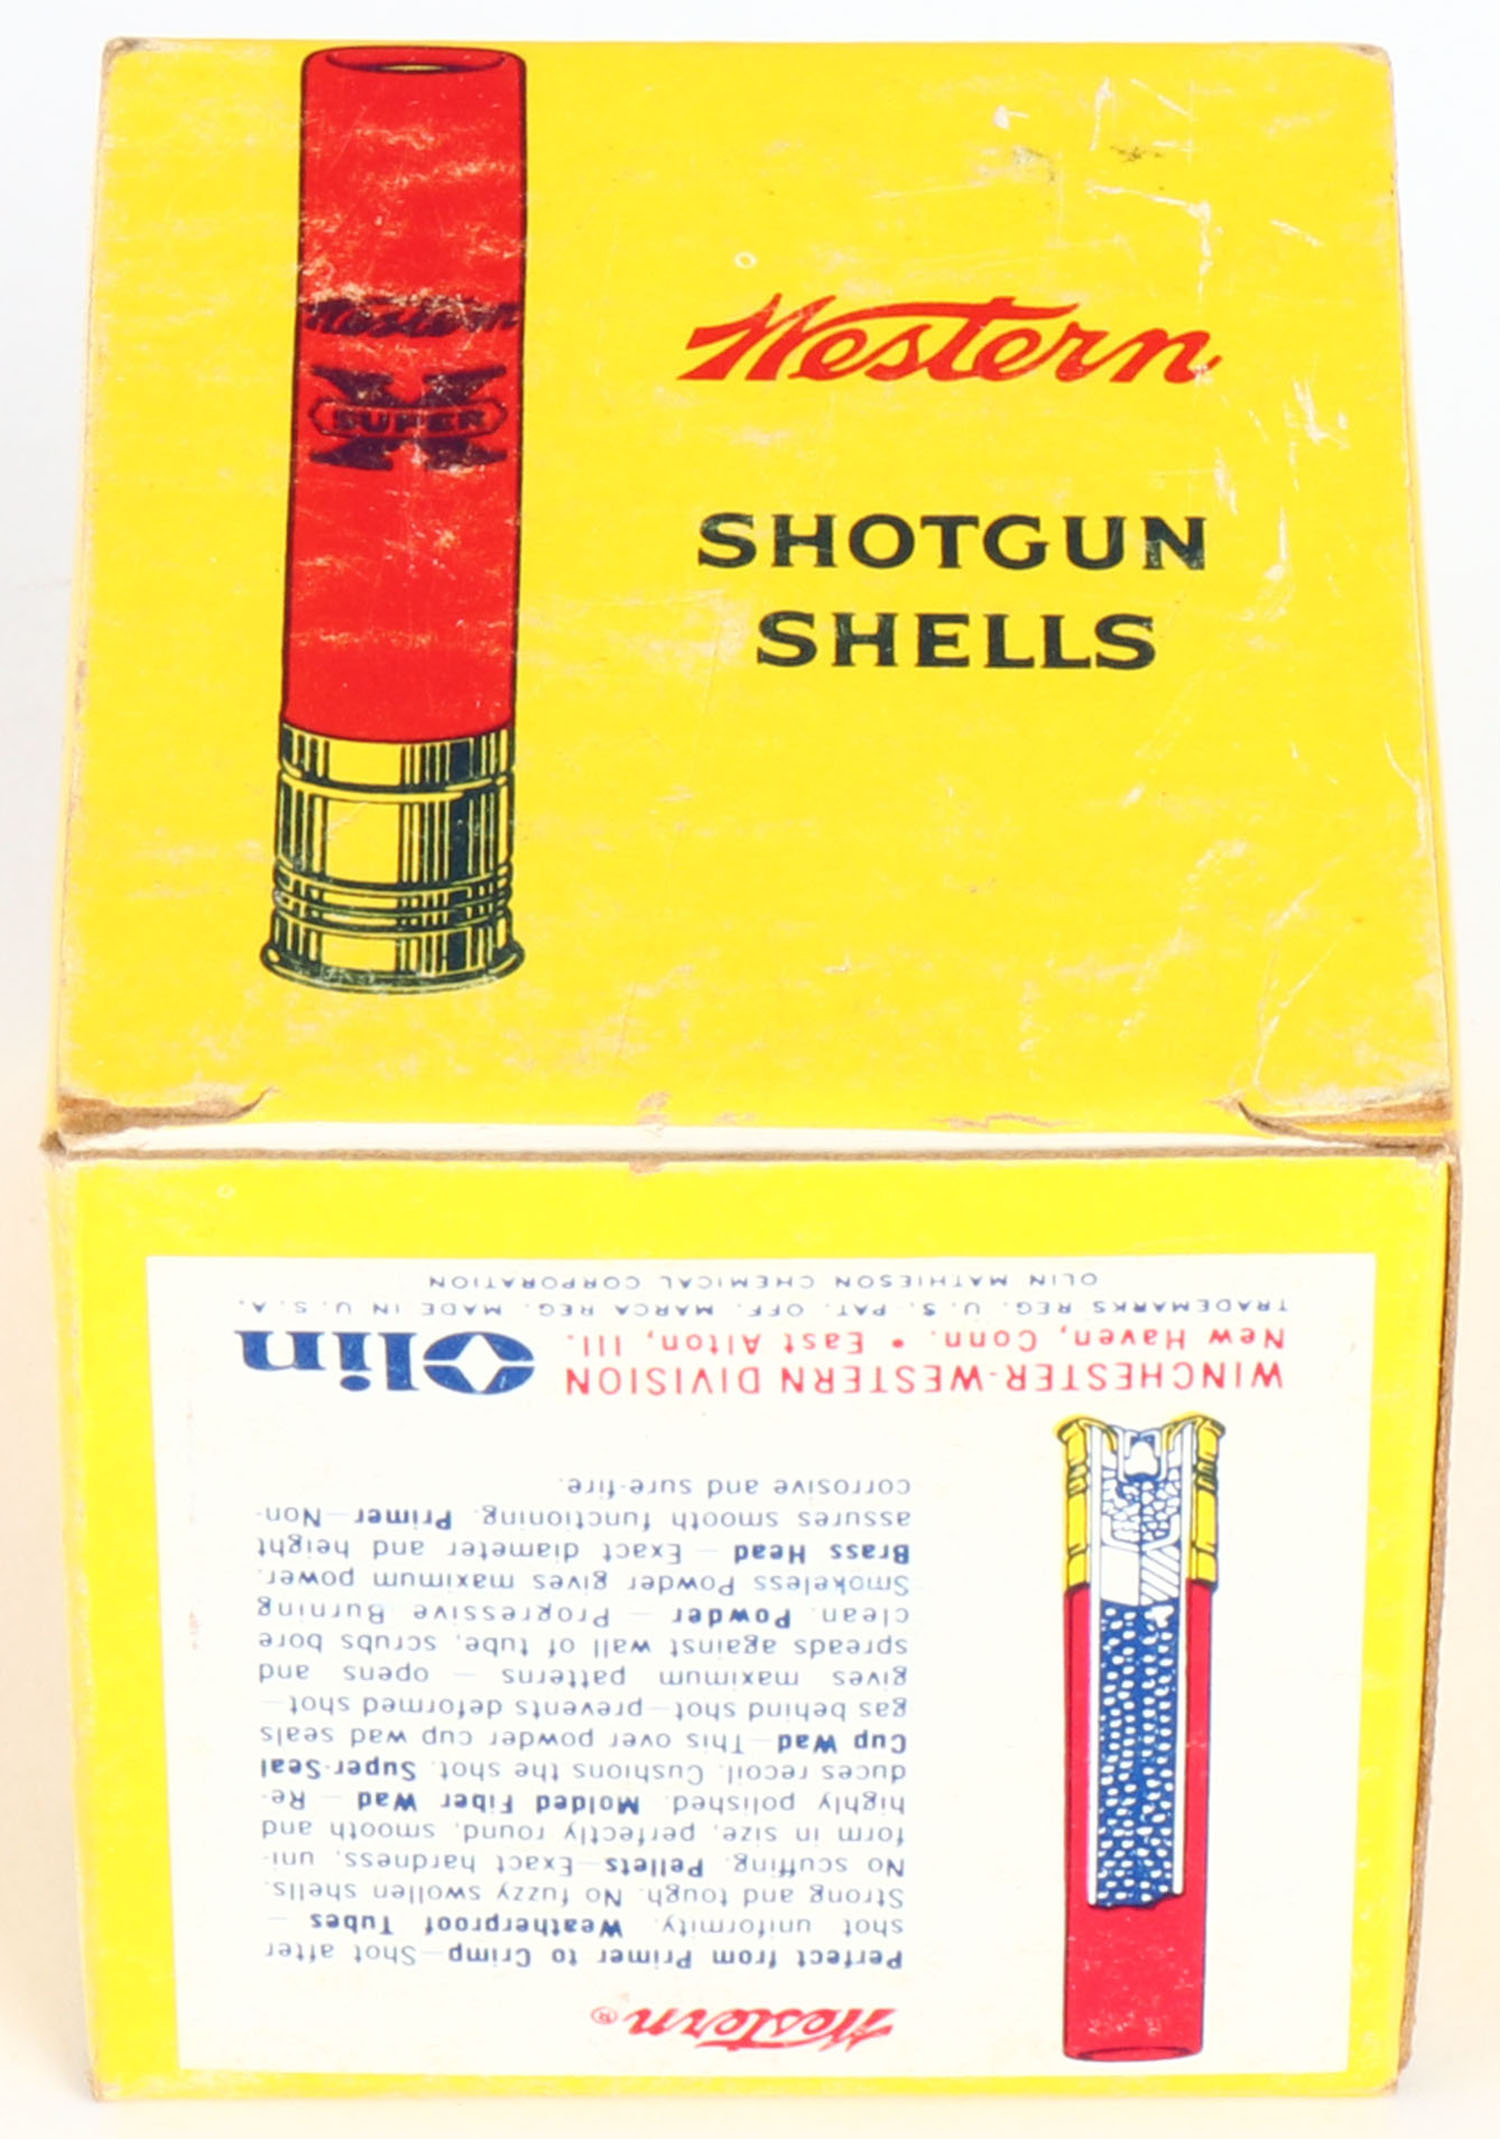 Western
SUPER X
Western
SHOTGUN
SHELLS
Western®
Perfect from Primer to Crimp—Shot after
shot uniformity. Weatherproof Tubes —
Strong and tough. No fuzzy swollen shells.
No scuffing. Pellets—Exact hardness, uni-
form in size, perfectly round, smooth and
highly polished. Molded Fiber Wad — Re-
duces recoil. Cushions the shot. Super-Seal
Cup Wad—This over powder cup wad seals
gas behind shot—prevents deformed shot—
gives maximum patterns — opens and
spreads against wall of tube, scrubs bore
clean. Powder — Progressive Burning
Smokeless Powder gives maximum power.
Brass Head — Exact diameter and height
assures smooth functioning. Primer—Non-
corrosive and sure-fire.
WINCHESTER-WESTERN DIVISION
New Haven, Conn. • East Alton, Ill.
Olin
TRADEMARKS REG. U. S. PAT. OFF. MARCA REG. MADE IN U. S. A.
OLIN MATHIESON CHEMICAL CORPORATION